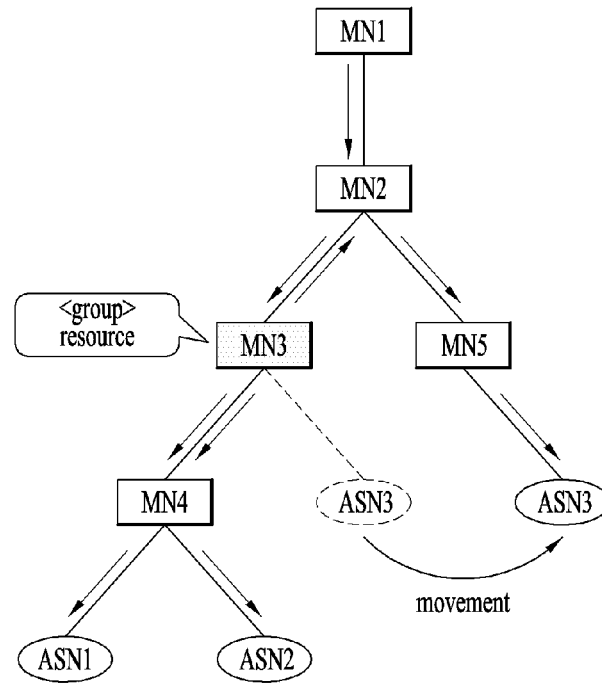 MN1
MN2
<group>
resource
MN3
MN5
MN4
ASN3
ASN3
movement
ASN1
ASN2